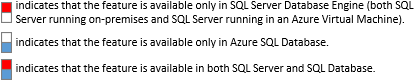 indicates that the feature is available only in SQL Server Database Engine (both SQL
Server running on-premises and SQL Server running in an Azure Virtual Machine).
indicates that the feature is available only in Azure SQL Database.
indicates that the feature is available in both SQL Server and SQL Database.